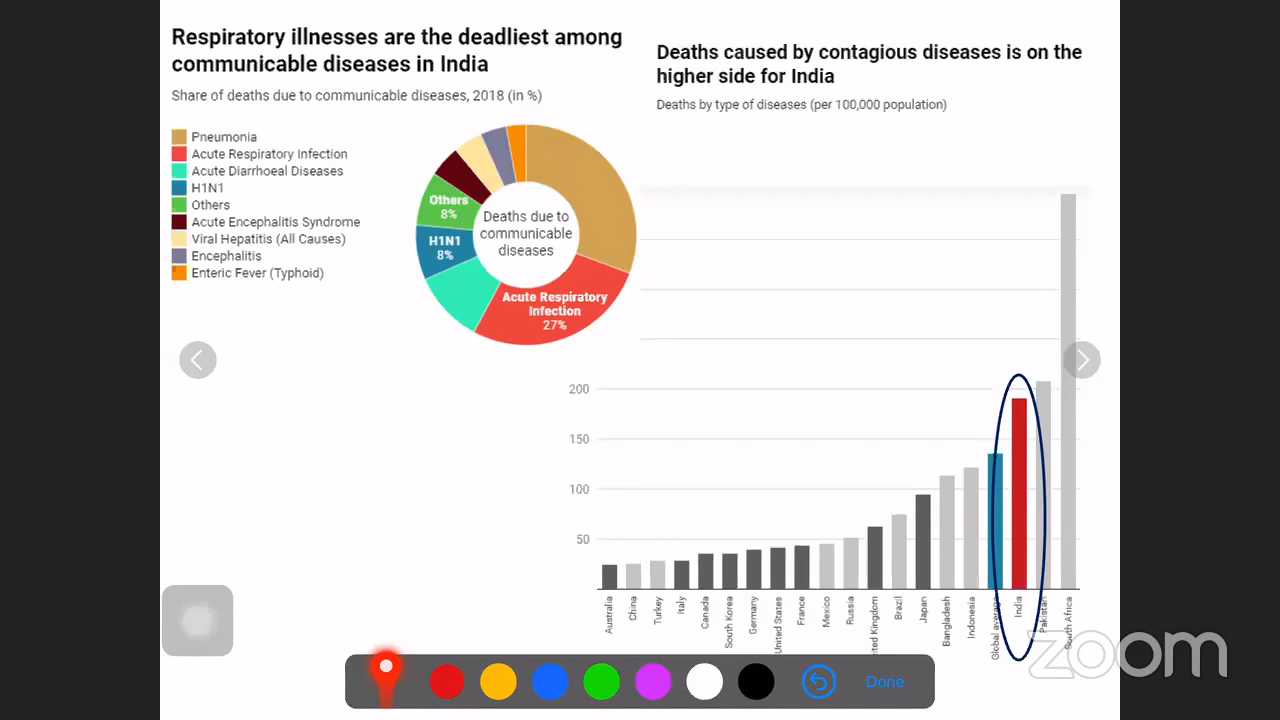 Respiratory illnesses are the deadliest among
communicable diseases in India
Share of deaths due to communicable diseases, 2018 (in %)
Pneumonia
Acute Respiratory Infection
Acute Diarrhoeal Diseases
H1N1
Others
Acute Encephalitis Syndrome
Viral Hepatitis (All Causes)
Encephalitis
Enteric Fever (Typhoid)
Others
8%
H1N1
8%
Deaths due to
communicable
diseases
Acute Respiratory
Infection
27%
Deaths caused by contagious diseases is on the
higher side for India
Deaths by type of diseases (per 100,000 population)
200
150
100
50
Australia
China
Turkey
Italy
Canada
South Korea
Germany
United States
France
Mexico
Russia
ited Kingdom
Brazil
Japan
Bangladesh
Indonesia
Global average
India
Pakistan
South Africa
Done
zoom